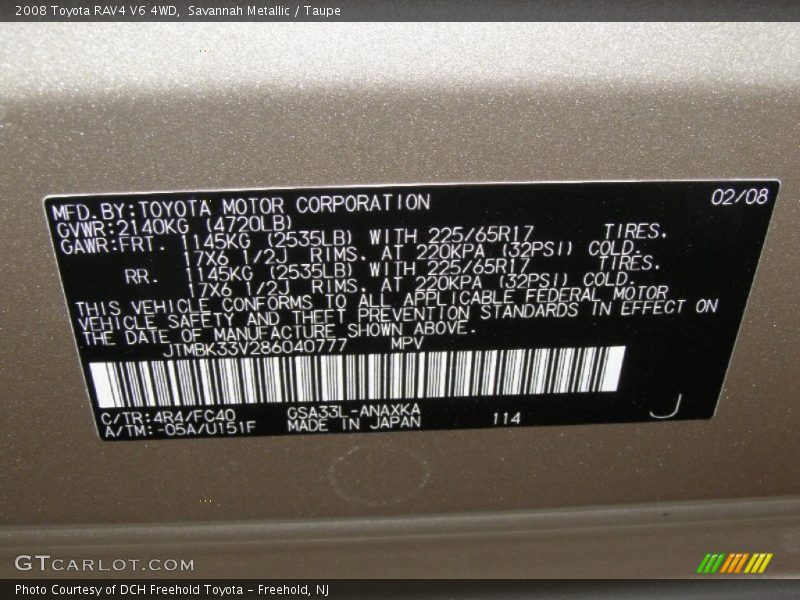 2008 Toyota RAV4 V6 4WD, Savannah Metallic / Taupe
MFD.BY:TOYOTA MOTOR CORPORATION 02/08
GVWR:2140KG (4720LB)
GAWR:FRT. 1145KG (2535LB) WITH 225/65R17 TIRES.
17X6 1/2J RIMS. AT 220KPA (32PSI) COLD.
RR. 1145KG (2535LB) WITH 225/65R17 TIRES.
17X6 1/2J RIMS. AT 220KPA (32PSI) COLD.
THIS VEHICLE CONFORMS TO ALL APPLICABLE FEDERAL MOTOR
VEHICLE SAFETY AND THEFT PREVENTION STANDARDS IN EFFECT ON
THE DATE OF MANUFACTURE SHOWN ABOVE.
JTMBK33V286040777 MPV
C/TR:4R4/FC40 GSA33L-ANAXKA
A/TM:-05A/U151F MADE IN JAPAN 114 J
GTCARLOT.COM
Photo Courtesy of DCH Freehold Toyota – Freehold, NJ